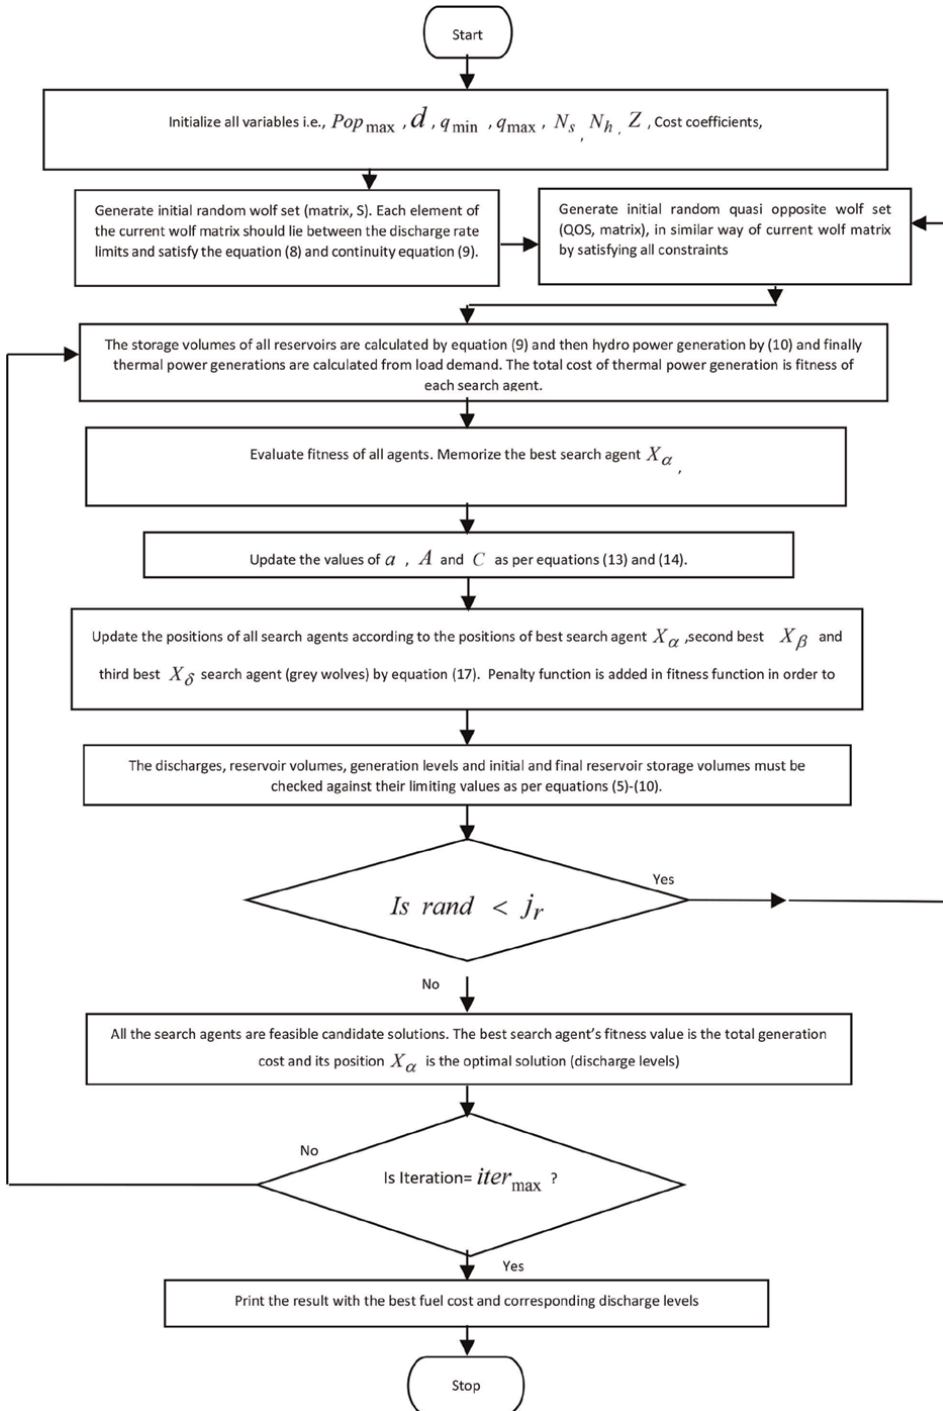 Start
Initialize all variables i.e., Pop max , d , q min , q max , N s , N h , Z , Cost coefficients,
Generate initial random wolf set (matrix, S). Each element of
the current wolf matrix should lie between the discharge rate
limits and satisfy the equation (8) and continuity equation (9).
Generate initial random quasi opposite wolf set
(QOS, matrix), in similar way of current wolf matrix
by satisfying all constraints
The storage volumes of all reservoirs are calculated by equation (9) and then hydro power generation by (10) and finally
thermal power generations are calculated from load demand. The total cost of thermal power generation is fitness of
each search agent.
Evaluate fitness of all agents. Memorize the best search agent X α ,
Update the values of a , A and C as per equations (13) and (14).
Update the positions of all search agents according to the positions of best search agent X α ,second best X β and
third best X δ search agent (grey wolves) by equation (17). Penalty function is added in fitness function in order to
The discharges, reservoir volumes, generation levels and initial and final reservoir storage volumes must be
checked against their limiting values as per equations (5)-(10).
Is rand < j r
Yes
No
All the search agents are feasible candidate solutions. The best search agent's fitness value is the total generation
cost and its position X α is the optimal solution (discharge levels)
No
Is Iteration= iter max ?
Yes
Print the result with the best fuel cost and corresponding discharge levels
Stop